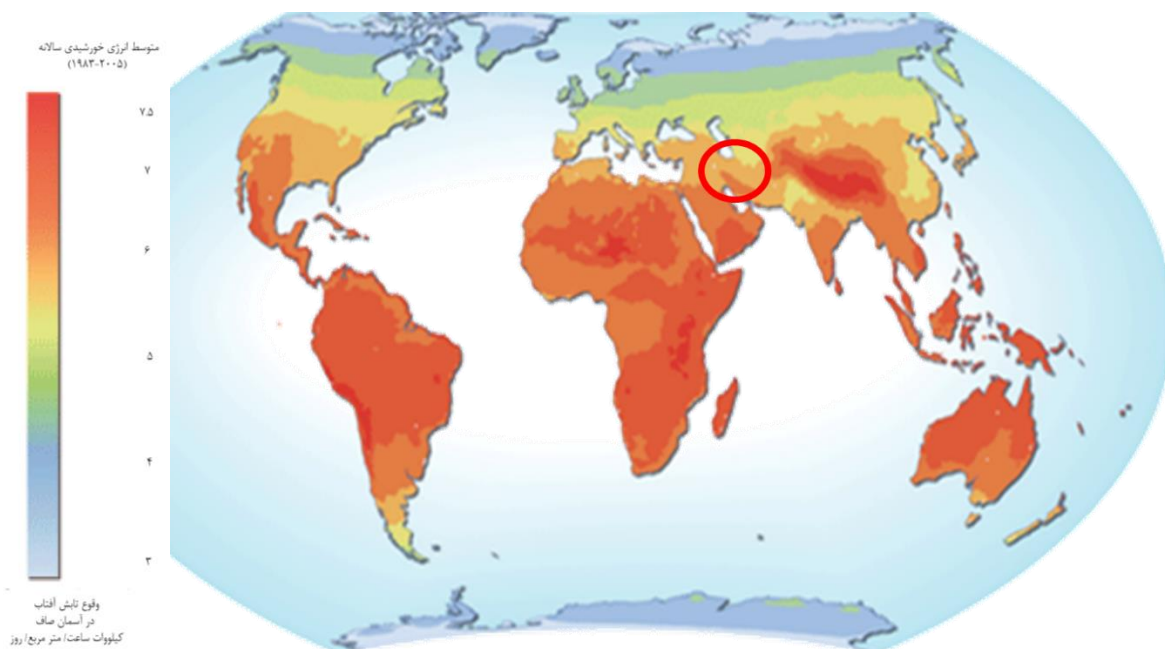 متوسط انرژی خورشیدی سالانه
(۱۹۸۳-۲۰۰۵)
۷.۵
۷
۶
۵
۴
۳
وقوع تابش آفتاب
در آسمان صاف
کیلووات ساعت/ متر مربع/ روز